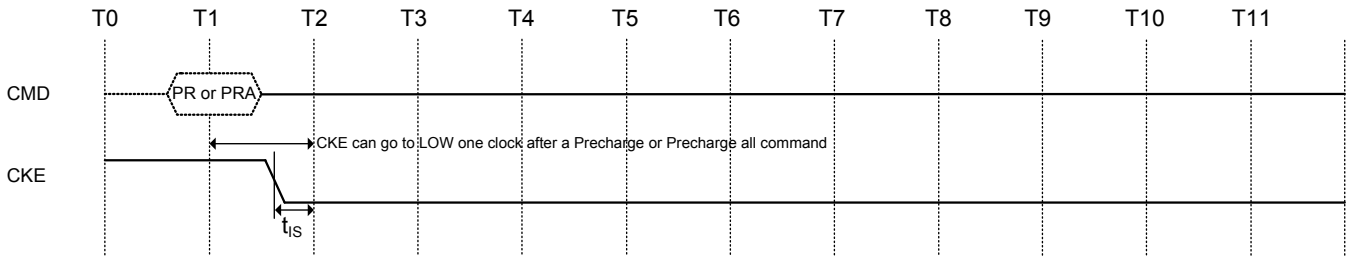 T0 T1 T2 T3 T4 T5 T6 T7 T8 T9 T10 T11
CMD PR or PRA
CKE can go to LOW one clock after a Precharge or Precharge all command
CKE
tIS